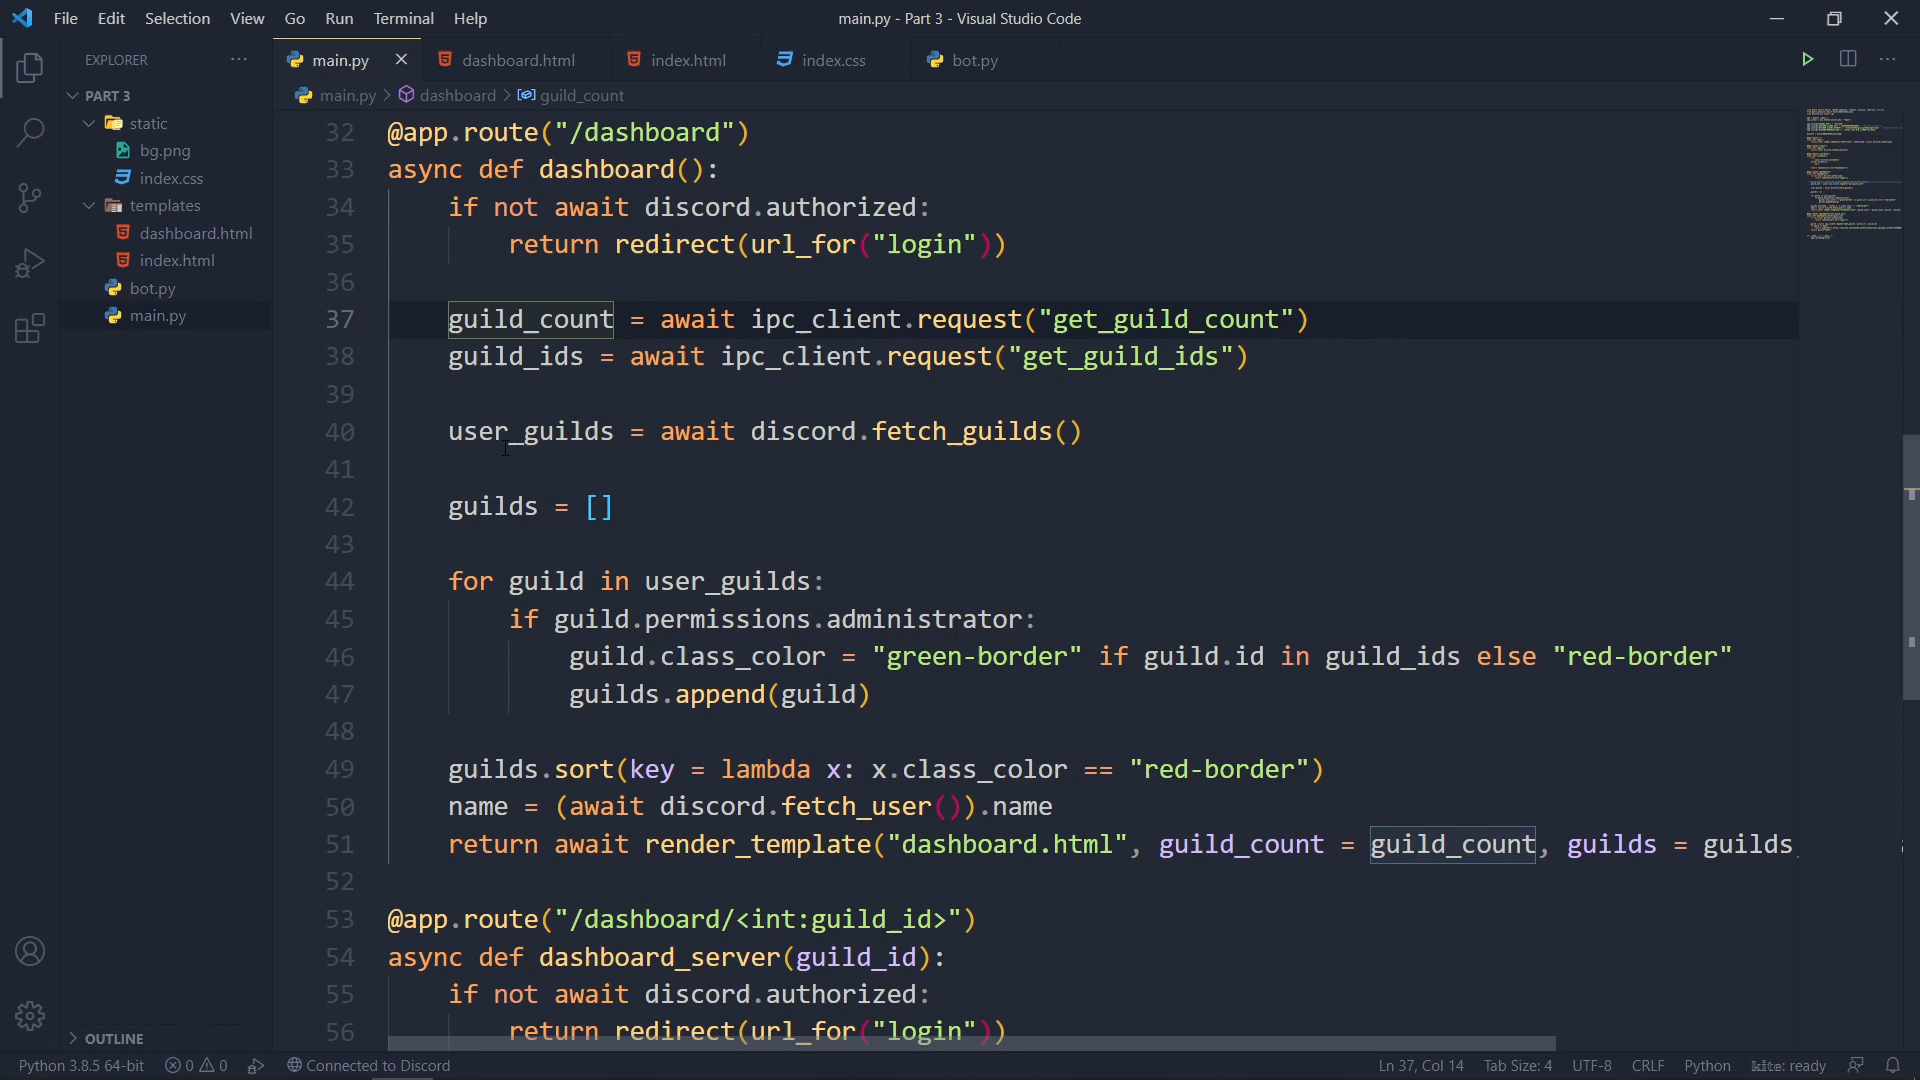 File Edit Selection View Go Run Terminal Help
main.py - Part 3 - Visual Studio Code
EXPLORER
PART 3
static
bg.png
index.css
templates
dashboard.html
index.html
bot.py
main.py
OUTLINE
main.py dashboard.html index.html index.css bot.py
main.py > dashboard > guild_count
32 @app.route("/dashboard")
33 async def dashboard():
34 if not await discord.authorized:
35 return redirect(url_for("login"))
36
37 guild_count = await ipc_client.request("get_guild_count")
38 guild_ids = await ipc_client.request("get_guild_ids")
39
40 user_guilds = await discord.fetch_guilds()
41
42 guilds = []
43
44 for guild in user_guilds:
45 if guild.permissions.administrator:
46 guild.class_color = "green-border" if guild.id in guild_ids else "red-border"
47 guilds.append(guild)
48
49 guilds.sort(key = lambda x: x.class_color == "red-border")
50 name = (await discord.fetch_user()).name
51 return await render_template("dashboard.html", guild_count = guild_count, guilds = guilds
52
53 @app.route("/dashboard/<int:guild_id>")
54 async def dashboard_server(guild_id):
55 if not await discord.authorized:
56 return redirect(url_for("login"))
Python 3.8.5 64-bit 0 0 Connected to Discord Ln 37, Col 14 Tab Size: 4 UTF-8 CRLF Python kite: ready